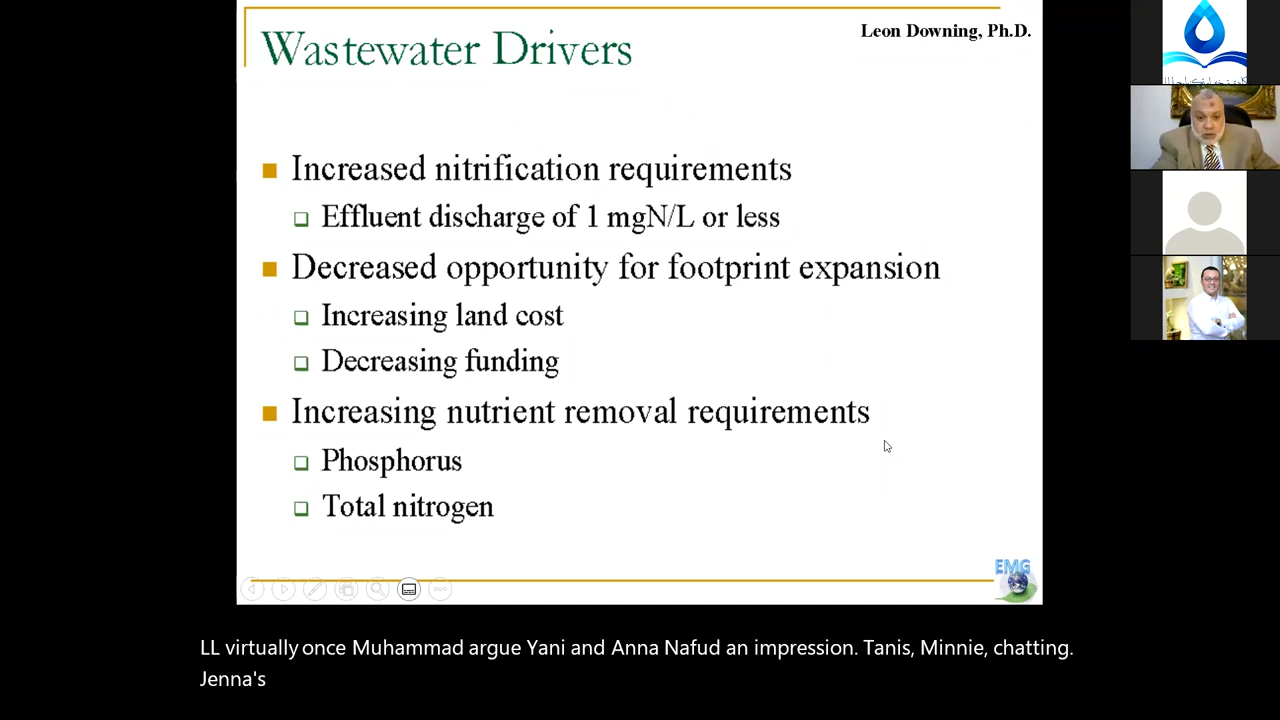 Wastewater Drivers
Leon Downing, Ph.D.
Increased nitrification requirements
Effluent discharge of 1 mgN/L or less
Decreased opportunity for footprint expansion
Increasing land cost
Decreasing funding
Increasing nutrient removal requirements
Phosphorus
Total nitrogen
EMG
LL virtually once Muhammad argue Yani and Anna Nafud an impression. Tanis, Minnie, chatting.
Jenna's